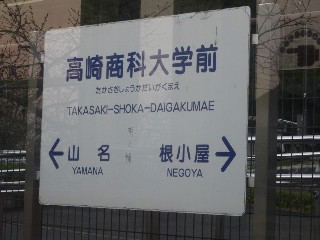 高崎商科大学前
たかさきしょうかだいがくまえ
TAKASAKI-SHOKA-DAIGAKUMAE
山名 根小屋
YAMANA NEGOYA